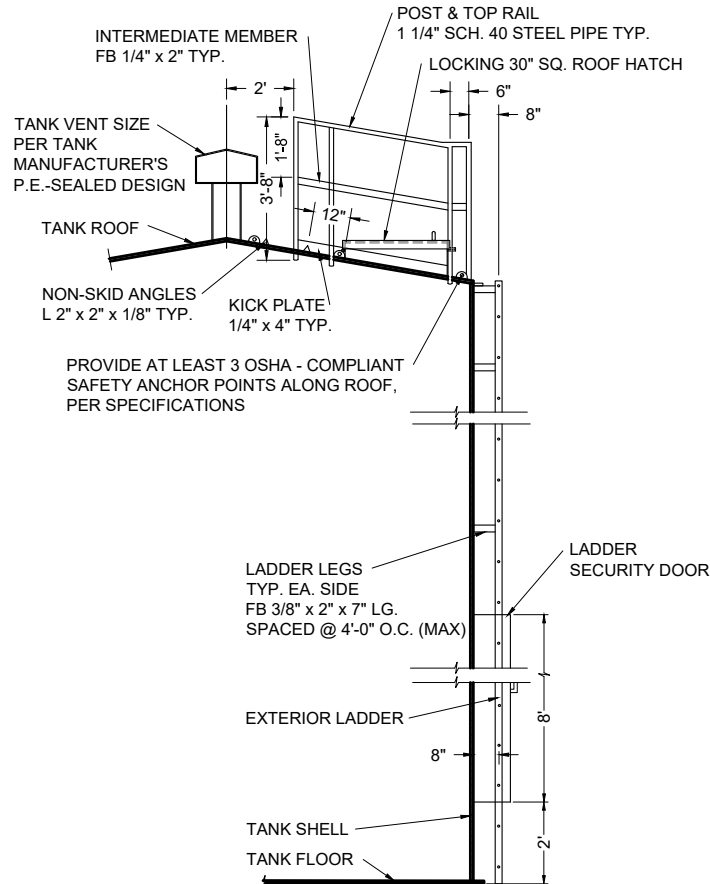 POST & TOP RAIL
1 1/4" SCH. 40 STEEL PIPE TYP.
INTERMEDIATE MEMBER
FB 1/4" x 2" TYP.
LOCKING 30" SQ. ROOF HATCH
2'
6"
8"
TANK VENT SIZE
PER TANK
MANUFACTURER'S
P.E.-SEALED DESIGN
1'-8"
3'-8"
12"
TANK ROOF
NON-SKID ANGLES
L 2" x 2" x 1/8" TYP.
KICK PLATE
1/4" x 4" TYP.
PROVIDE AT LEAST 3 OSHA - COMPLIANT
SAFETY ANCHOR POINTS ALONG ROOF,
PER SPECIFICATIONS
LADDER LEGS
TYP. EA. SIDE
FB 3/8" x 2" x 7" LG.
SPACED @ 4'-0" O.C. (MAX)
LADDER
SECURITY DOOR
EXTERIOR LADDER
8'
8"
TANK SHELL
2'
TANK FLOOR